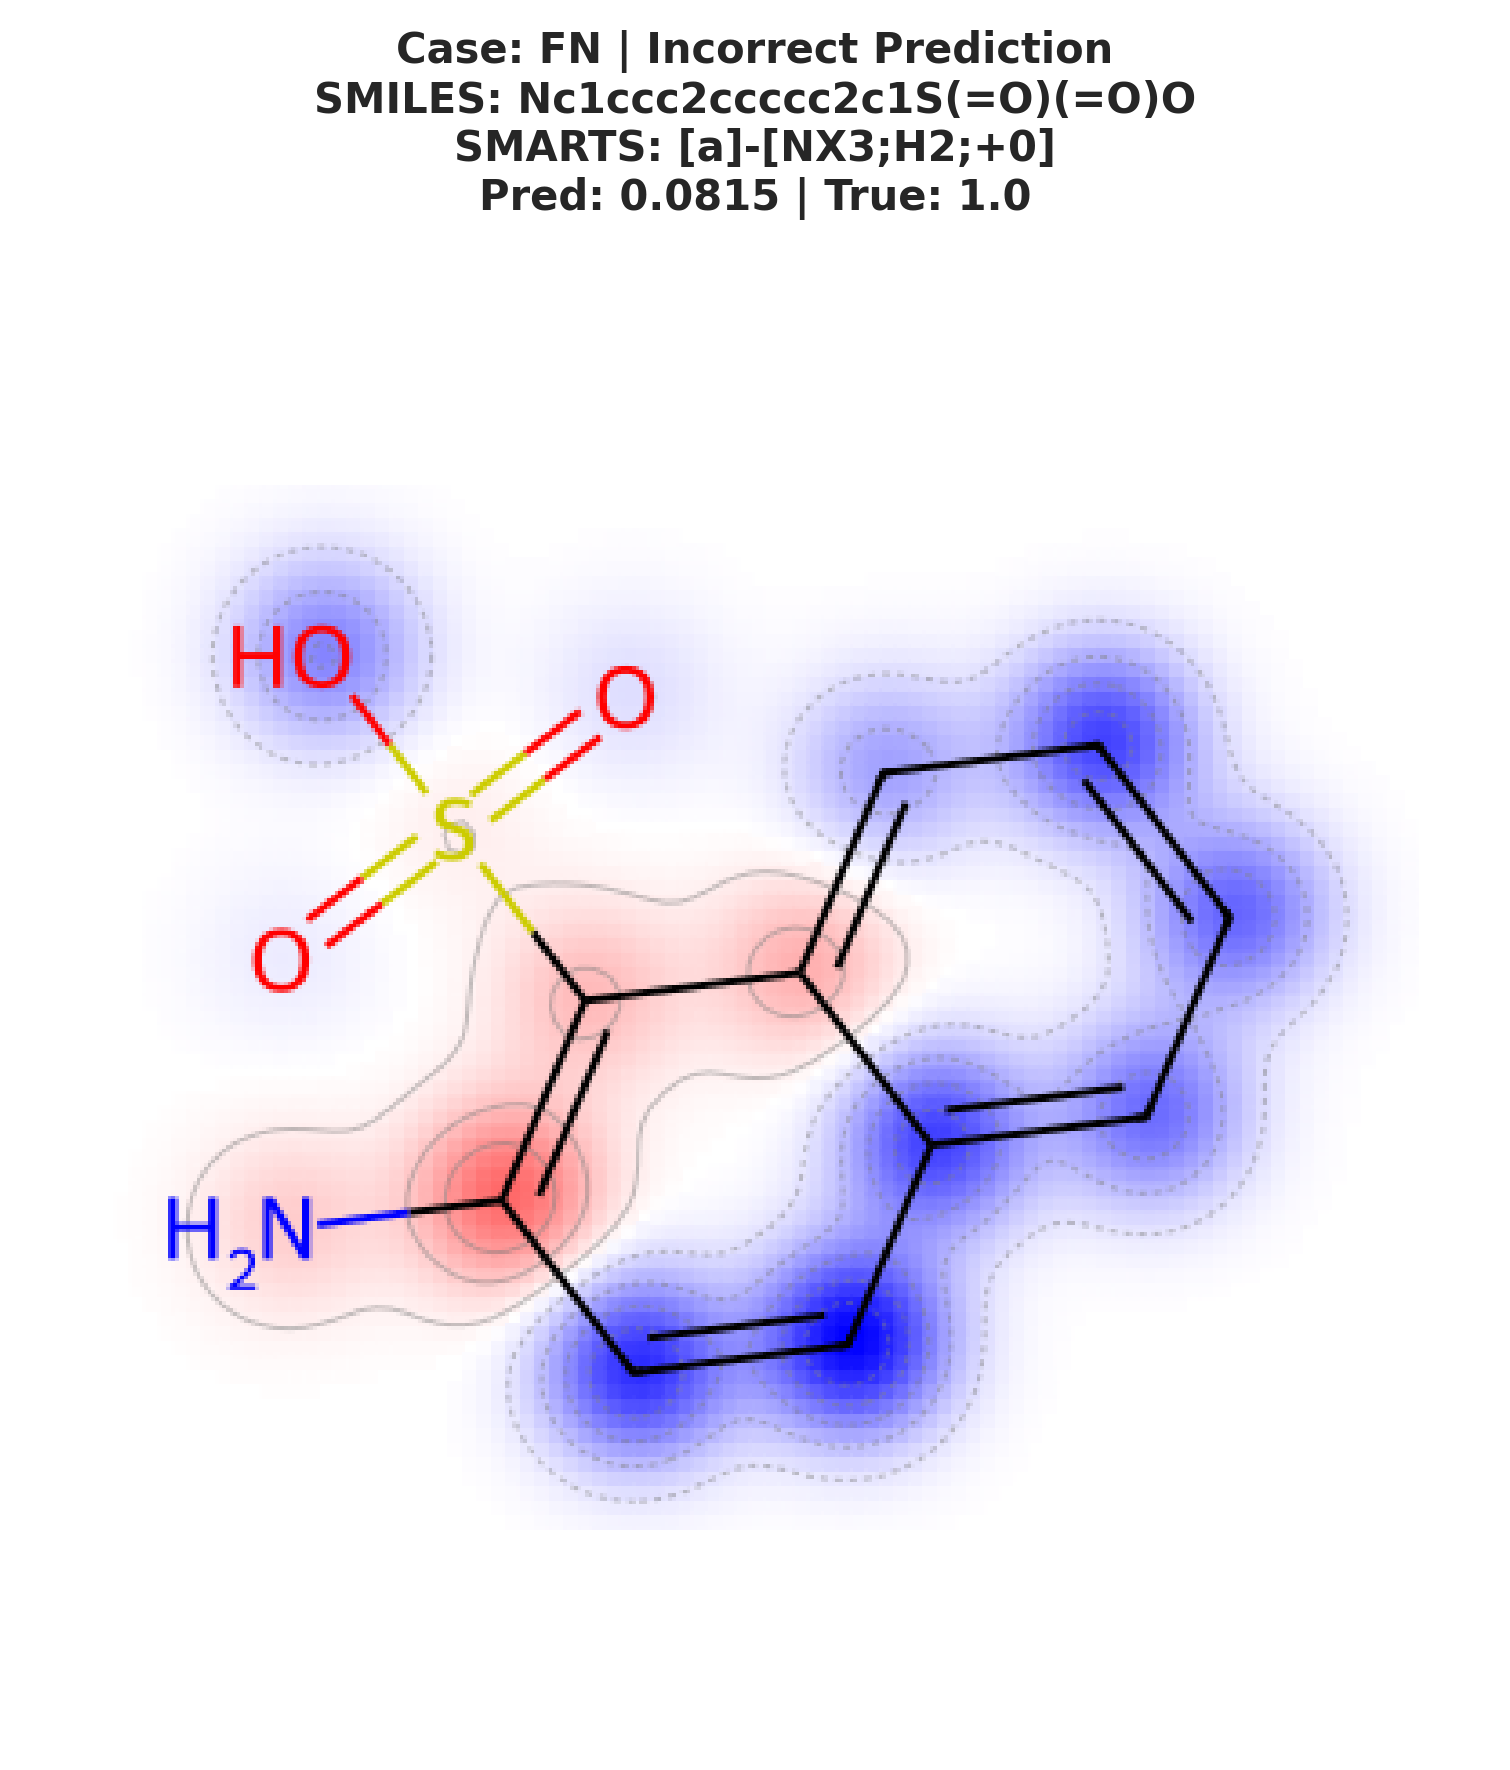 Case: FN | Incorrect Prediction
SMILES: Nc1ccc2ccccc2c1S(=O)(=O)O
SMARTS: [a]-[NX3;H2;+0]
Pred: 0.0815 | True: 1.0
HO
O
S
O
H2N